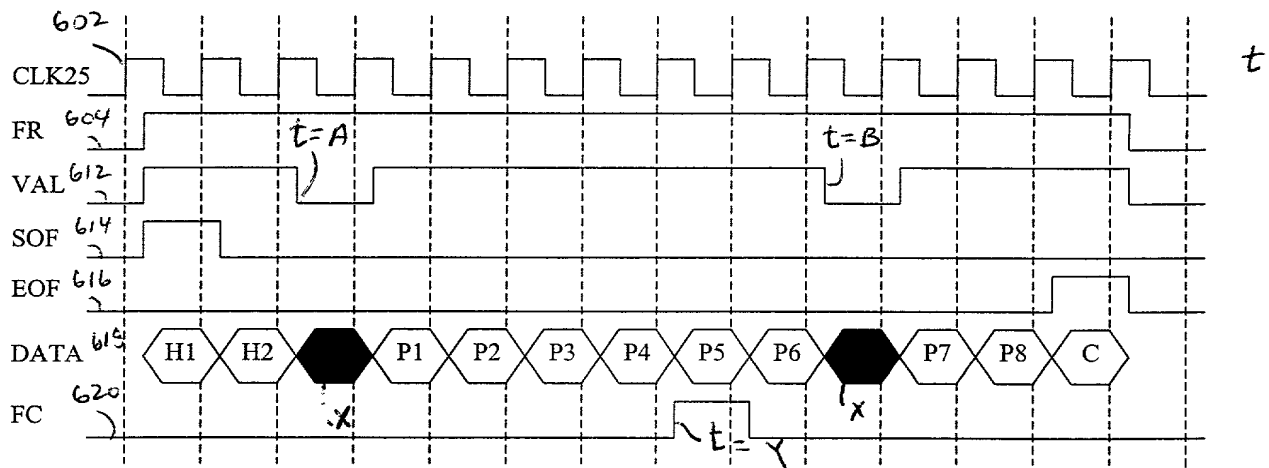 602
CLK25
t
FR 604
t=A
t=B
VAL 612
SOF 614
EOF 616
DATA 618
H1 H2 P1 P2 P3 P4 P5 P6 P7 P8 C
X
X
620
FC
t=Y